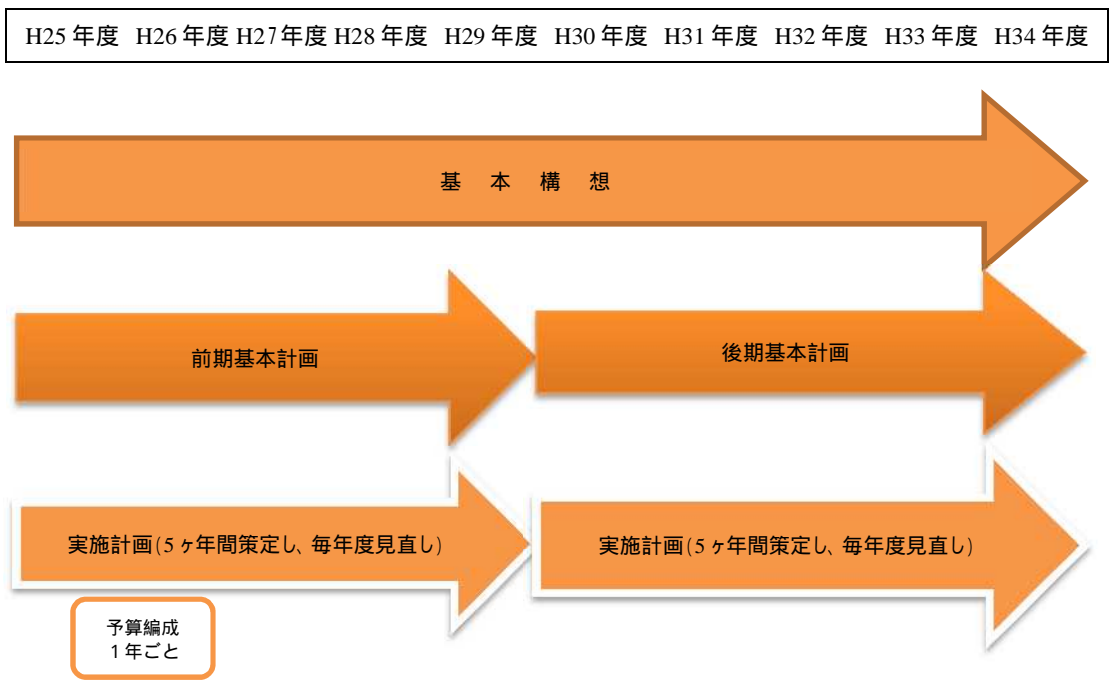 H25 年度 H26 年度 H27年度 H28 年度 H29 年度 H30 年度 H31 年度 H32 年度 H33 年度 H34 年度
基 本 構 想
前期基本計画
後期基本計画
実施計画(5ヶ年間策定し、毎年度見直し)
実施計画(5ヶ年間策定し、毎年度見直し)
予算編成
1年ごと